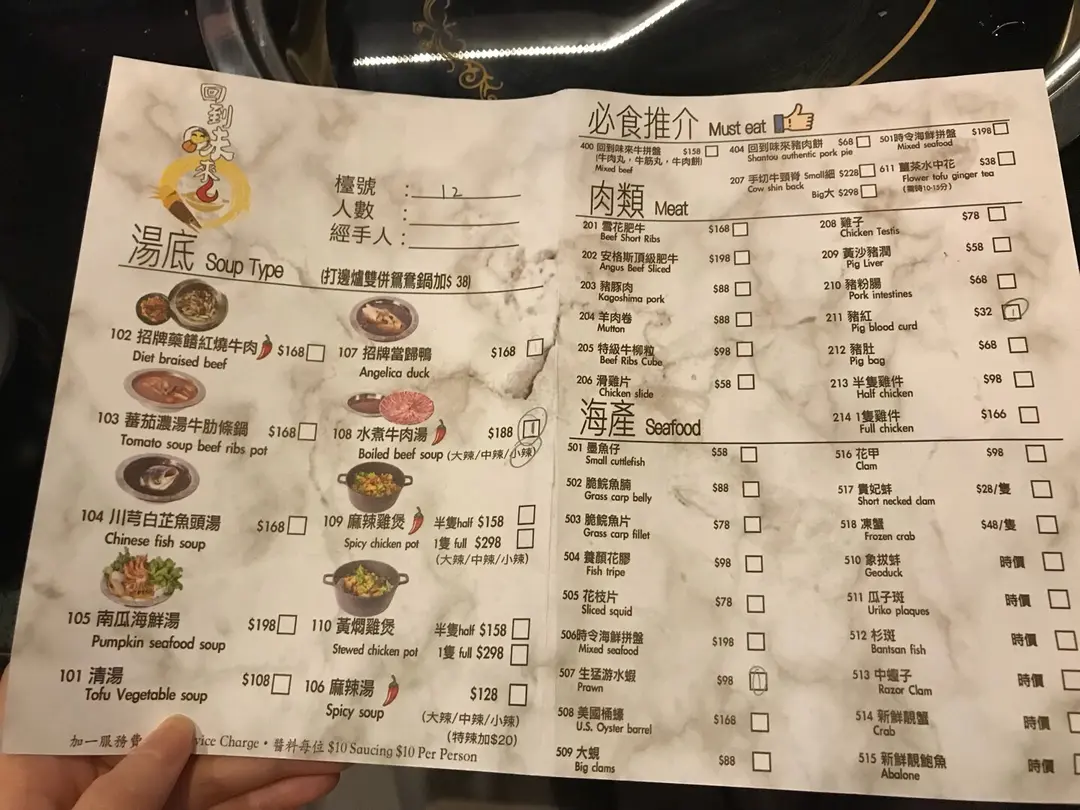 回到味來
檯號 : 12
人數 :
經手人 :
湯底 Soup Type (打邊爐雙併鴛鴦鍋加$ 38)
102 招牌藥膳紅燒牛肉 $168
Diet braised beef
107 招牌當歸鴨 $168
Angelica duck
103 蕃茄濃湯牛肋條鍋 $168
Tomato soup beef ribs pot
108 水煮牛肉湯 $188 1
Boiled beef soup (大辣/中辣/小辣)
104 川芎白芷魚頭湯 $168
Chinese fish soup
109 麻辣雞煲 半隻half $158
Spicy chicken pot 1隻 full $298
(大辣/中辣/小辣)
105 南瓜海鮮湯 $198
Pumpkin seafood soup
110 黃燜雞煲 半隻half $158
Stewed chicken pot 1隻 full $298
101 清湯 $108
Tofu Vegetable soup
106 麻辣湯 $128
Spicy soup (大辣/中辣/小辣)
(特辣加$20)
加一服務費 vice Charge • 醬料每位 $10 Saucing $10 Per Person
必食推介 Must eat
400 回到味來牛拼盤 $158
(牛肉丸，牛筋丸，牛肉餅)
Mixed beef
404 回到味來豬肉餅 $68
Shantou authentic pork pie
501時令海鮮拼盤 $198
Mixed seafood
207 手切牛頸脊 Small細 $228
Cow shin back Big大 $298
611 薑茶水中花 $38
Flower tofu ginger tea
(需時10-15分)
肉類 Meat
201 雪花肥牛 $168
Beef Short Ribs
202 安格斯頂級肥牛 $198
Angus Beef Sliced
203 豬豚肉 $88
Kagoshima pork
204 羊肉卷 $88
Mutton
205 特級牛柳粒 $98
Beef Ribs Cube
206 滑雞片 $58
Chicken slide
208 雞子 $78
Chicken Testis
209 黃沙豬潤 $58
Pig Liver
210 豬粉腸 $68
Pork intestines
211 豬紅 $32 1
Pig blood curd
212 豬肚 $68
Pig bag
213 半隻雞件 $98
Half chicken
214 1隻雞件 $166
Full chicken
海產 Seafood
501 墨魚仔 $58
Small cuttlefish
502 脆鯇魚腩 $88
Grass carp belly
503 脆鯇魚片 $78
Grass carp fillet
504 養顏花膠 $98
Fish tripe
505 花枝片 $78
Sliced squid
506時令海鮮拼盤 $198
Mixed seafood
507 生猛游水蝦 $98 1
Prawn
508 美國桶蠔 $168
U.S. Oyster barrel
509 大蜆 $88
Big clams
516 花甲 $98
Clam
517 貴妃蚌 $28/隻
Short necked clam
518 凍蟹 $48/隻
Frozen crab
510 象拔蚌 時價
Geoduck
511 瓜子斑 時價
Uriko plaques
512 杉斑 時價
Bantsan fish
513 中蟶子 時價
Razor Clam
514 新鮮靚蟹 時價
Crab
515 新鮮靚鮑魚 時價
Abalone